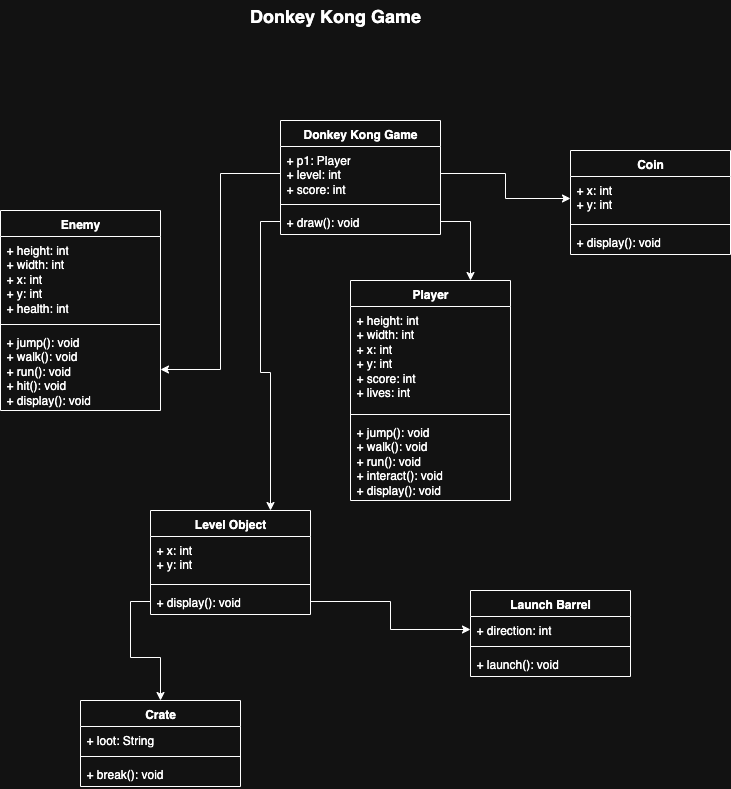 Donkey Kong Game
Donkey Kong Game
+ p1: Player
+ level: int
+ score: int
+ draw(): void
Coin
+ x: int
+ y: int
+ display(): void
Enemy
+ height: int
+ width: int
+ x: int
+ y: int
+ health: int
+ jump(): void
+ walk(): void
+ run(): void
+ hit(): void
+ display(): void
Player
+ height: int
+ width: int
+ x: int
+ y: int
+ score: int
+ lives: int
+ jump(): void
+ walk(): void
+ run(): void
+ interact(): void
+ display(): void
Level Object
+ x: int
+ y: int
+ display(): void
Launch Barrel
+ direction: int
+ launch(): void
Crate
+ loot: String
+ break(): void